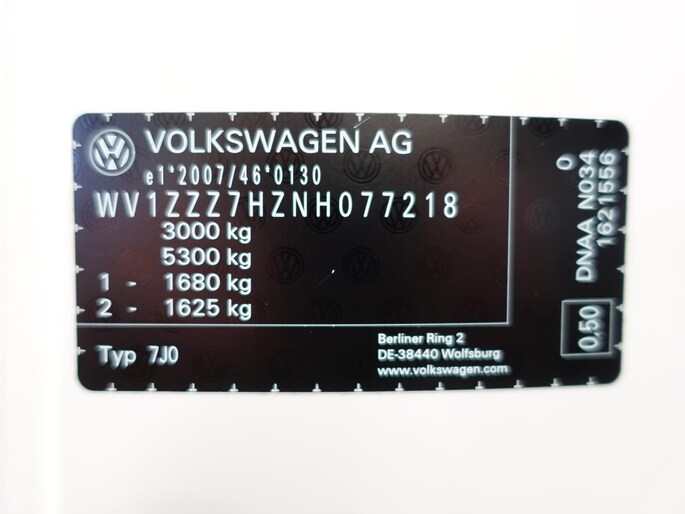 VOLKSWAGEN AG
e1*2007/46*0130
WV1ZZZ7HZNH077218
3000 kg
5300 kg
1 - 1680 kg
2 - 1625 kg
Typ 7J0
Berliner Ring 2
DE-38440 Wolfsburg
www.volkswagen.com
0
DNAA N034
1621556
0.50